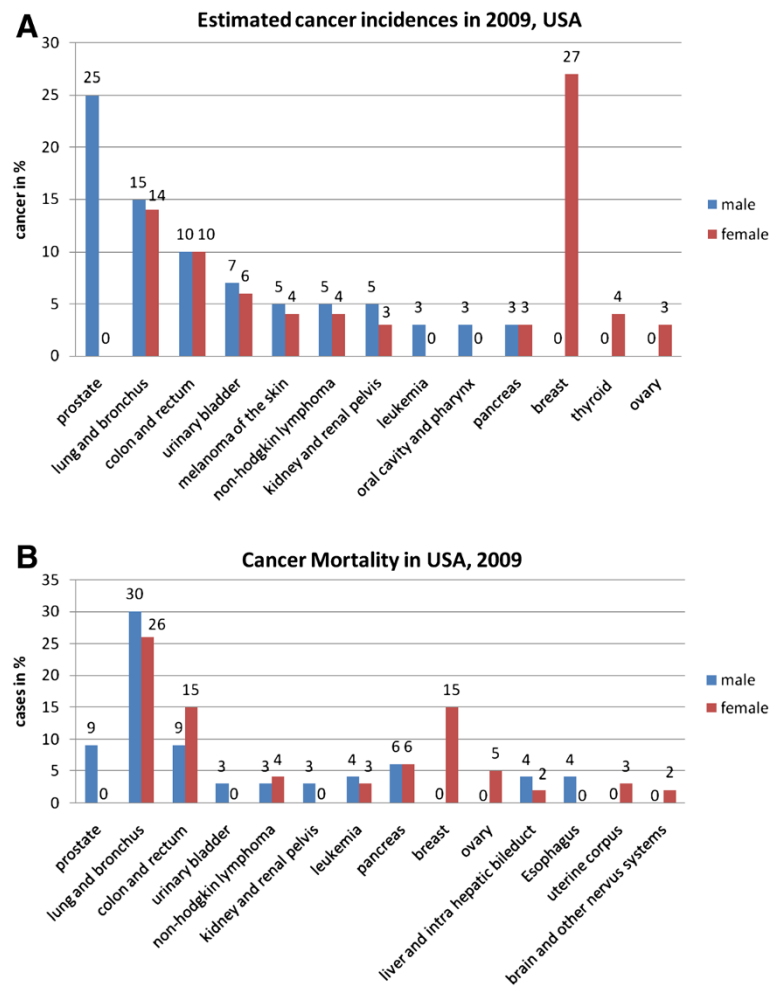 A
Estimated cancer incidences in 2009, USA
cancer in %
30
25
20
15
10
5
0
25 0
15 14
10 10
7 6
5 4
5 4
5 3
3 0
3 0
3 3
0 27
0 4
0 3
prostate
lung and bronchus
colon and rectum
urinary bladder
melanoma of the skin
non-hodgkin lymphoma
kidney and renal pelvis
leukemia
oral cavity and pharynx
pancreas
breast
thyroid
ovary
male
female
B
Cancer Mortality in USA, 2009
cases in %
35
30
25
20
15
10
5
0
9 0
30 26
9 15
3 0
3 4
3 0
4 3
6 6
0 15
0 5
4 2
4 0
0 3
0 2
prostate
lung and bronchus
colon and rectum
urinary bladder
non-hodgkin lymphoma
kidney and renal pelvis
leukemia
pancreas
breast
ovary
liver and intra hepatic bileduct
Esophagus
uterine corpus
brain and other nervus systems
male
female